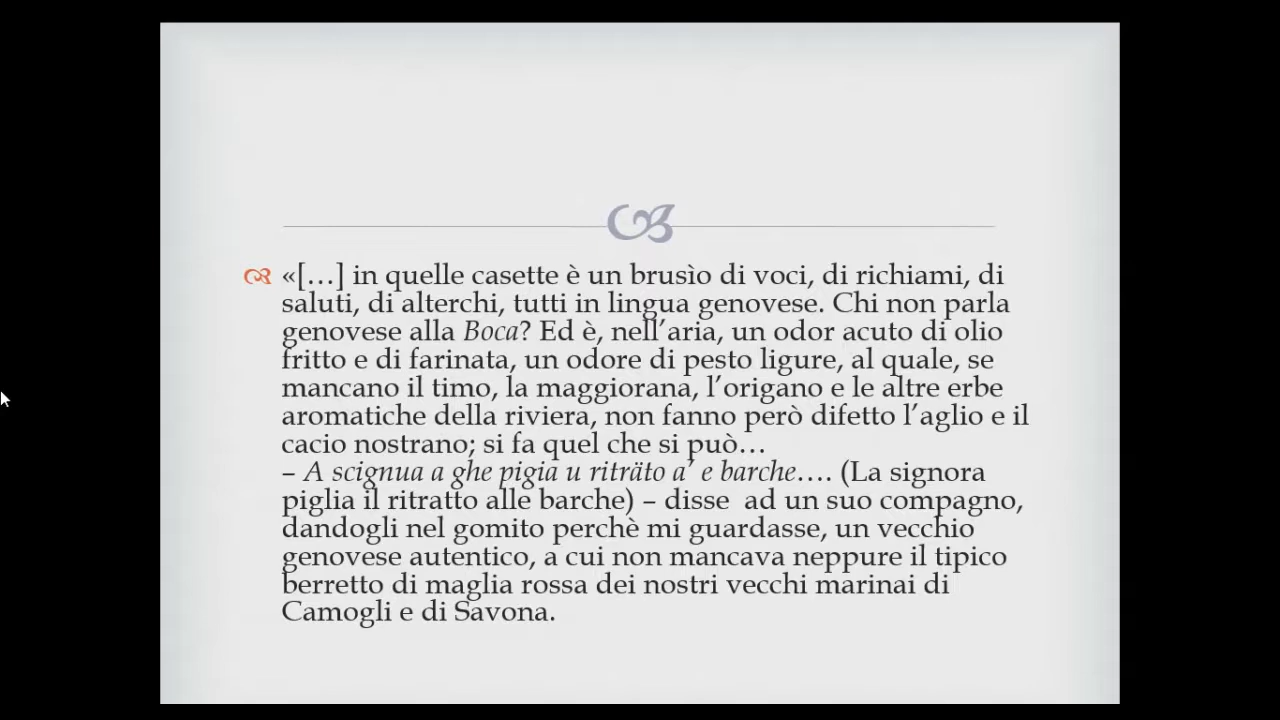 «[…] in quelle casette è un brusìo di voci, di richiami, di
saluti, di alterchi, tutti in lingua genovese. Chi non parla
genovese alla Boca? Ed è, nell’aria, un odor acuto di olio
fritto e di farinata, un odore di pesto ligure, al quale, se
mancano il timo, la maggiorana, l’origano e le altre erbe
aromatiche della riviera, non fanno però difetto l’aglio e il
cacio nostrano; si fa quel che si può…
– A scignua a ghe pigia u riträto a’ e barche…. (La signora
piglia il ritratto alle barche) – disse ad un suo compagno,
dandogli nel gomito perchè mi guardasse, un vecchio
genovese autentico, a cui non mancava neppure il tipico
berretto di maglia rossa dei nostri vecchi marinai di
Camogli e di Savona.